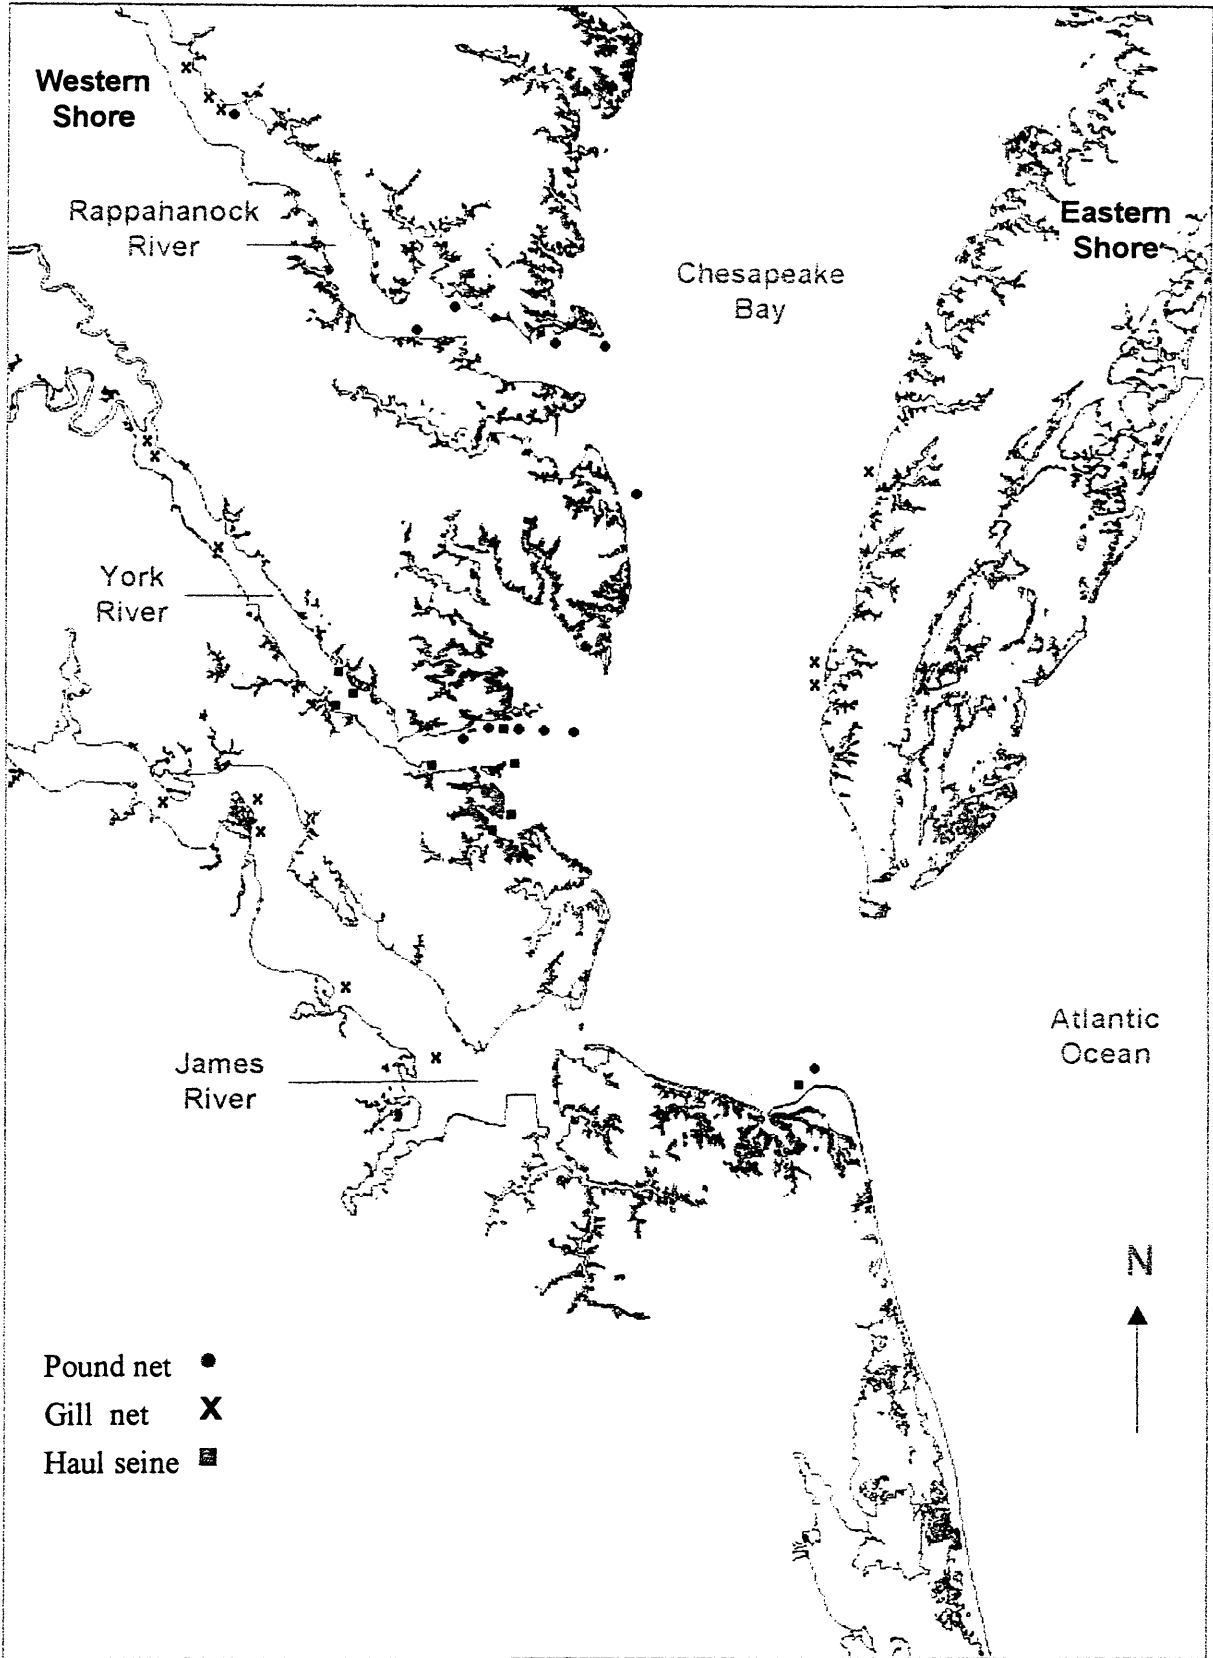 Western
Shore
Rappahanock
River
Eastern
Shore
Chesapeake
Bay
York
River
Atlantic
Ocean
James
River
N
Pound net
Gill net X
Haul seine